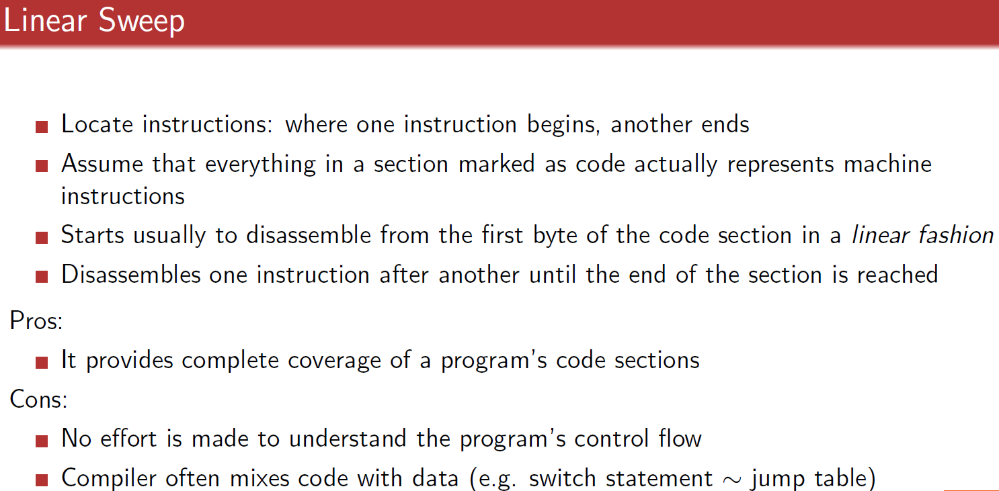 Linear Sweep
Locate instructions: where one instruction begins, another ends
Assume that everything in a section marked as code actually represents machine
instructions
Starts usually to disassemble from the first byte of the code section in a linear fashion
Disassembles one instruction after another until the end of the section is reached
Pros:
It provides complete coverage of a program's code sections
Cons:
No effort is made to understand the program's control flow
Compiler often mixes code with data (e.g. switch statement ∼ jump table)